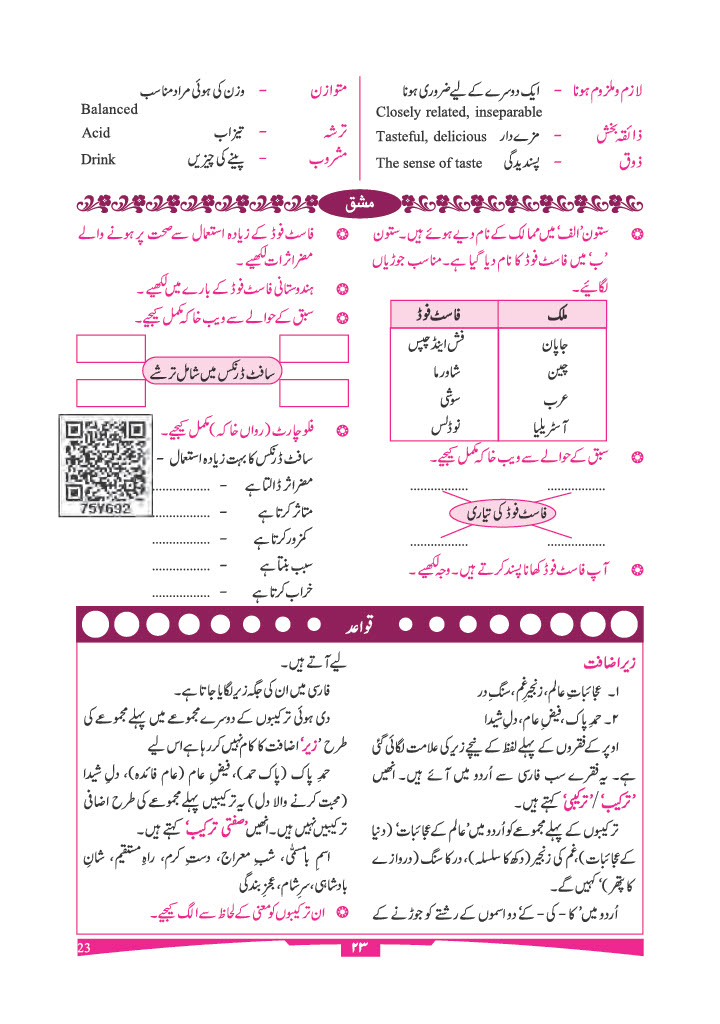 لازم و ملزوم ہونا - ایک دوسرے کے لیے ضروری ہونا
Closely related, inseparable
ذائقہ بخش - مزے دار Tasteful, delicious
ذوق - پسندیدگی The sense of taste
متوازن - وزن کی ہوئی مراد مناسب
Balanced
ترشہ - تیزاب Acid
مشروب - پینے کی چیزیں Drink
مشق
ستون ’الف‘ میں ممالک کے نام دیے ہوئے ہیں۔ ستون
’ب‘ میں فاسٹ فوڈ کا نام دیا گیا ہے۔ مناسب جوڑیاں
لگائیے۔
ملک فاسٹ فوڈ
جاپان فش اینڈ چپس
چین شاورما
عرب سوشی
آسٹریلیا نوڈلس
سبق کے حوالے سے ویب خاکہ مکمل کیجیے۔
................ ................
فاسٹ فوڈ کی تیاری
................ ................
آپ فاسٹ فوڈ کھانا پسند کرتے ہیں۔ وجہ لکھیے۔
فاسٹ فوڈ کے زیادہ استعمال سے صحت پر ہونے والے
مضر اثرات لکھیے۔
ہندوستانی فاسٹ فوڈ کے بارے میں لکھیے۔
سبق کے حوالے سے ویب خاکہ مکمل کیجیے۔
سافٹ ڈرنکس میں شامل ترشے
فلو چارٹ (رواں خاکہ) مکمل کیجیے۔
سافٹ ڈرنکس کا بہت زیادہ استعمال -
مضر اثر ڈالتا ہے - ................
متاثر کرتا ہے - ................
کمزور کرتا ہے - ................
سبب بنتا ہے - ................
خراب کرتا ہے - ................
75Y692
قواعد
زیرِ اضافت
۱۔ عجائباتِ عالم، زنجیرِ غم، سنگِ در
۲۔ حمدِ پاک، فیضِ عام، دلِ شیدا
اوپر کے فقروں کے پہلے لفظ کے نیچے زیر کی علامت لگائی گئی
ہے۔ یہ فقرے سب فارسی سے اُردو میں آئے ہیں۔ انھیں
’ترکیب‘ / ’ترکیبی‘ کہتے ہیں۔
ترکیبوں کے پہلے مجموعے کو اُردو میں ’عالم کے عجائبات‘ (دنیا
کے عجائبات)، غم کی زنجیر (دکھ کا سلسلہ)، در کا سنگ (دروازے
کا پتھر)‘ کہیں گے۔
اُردو میں ’کا - کی - کے‘ دو اسموں کے رشتے کو جوڑنے کے
لیے آتے ہیں۔
فارسی میں ان کی جگہ زیر لگایا جاتا ہے۔
دی ہوئی ترکیبوں کے دوسرے مجموعے میں پہلے مجموعے کی
طرح ’زیر‘ اضافت کا کام نہیں کر رہا ہے اس لیے
حمدِ پاک (پاک حمد)، فیضِ عام (عام فائدہ)، دلِ شیدا
(محبت کرنے والا دل) یہ ترکیبیں پہلے مجموعے کی طرح اضافی
ترکیبیں نہیں ہیں۔ انھیں ’صفتی ترکیب‘ کہتے ہیں۔
اسمِ بامسمّٰی، شبِ معراج، دستِ کرم، راہِ مستقیم، شانِ
بادشاہی، سرِ شام، عجزِ بندگی
ان ترکیبوں کو معنی کے لحاظ سے الگ کیجیے۔
۲۳
23